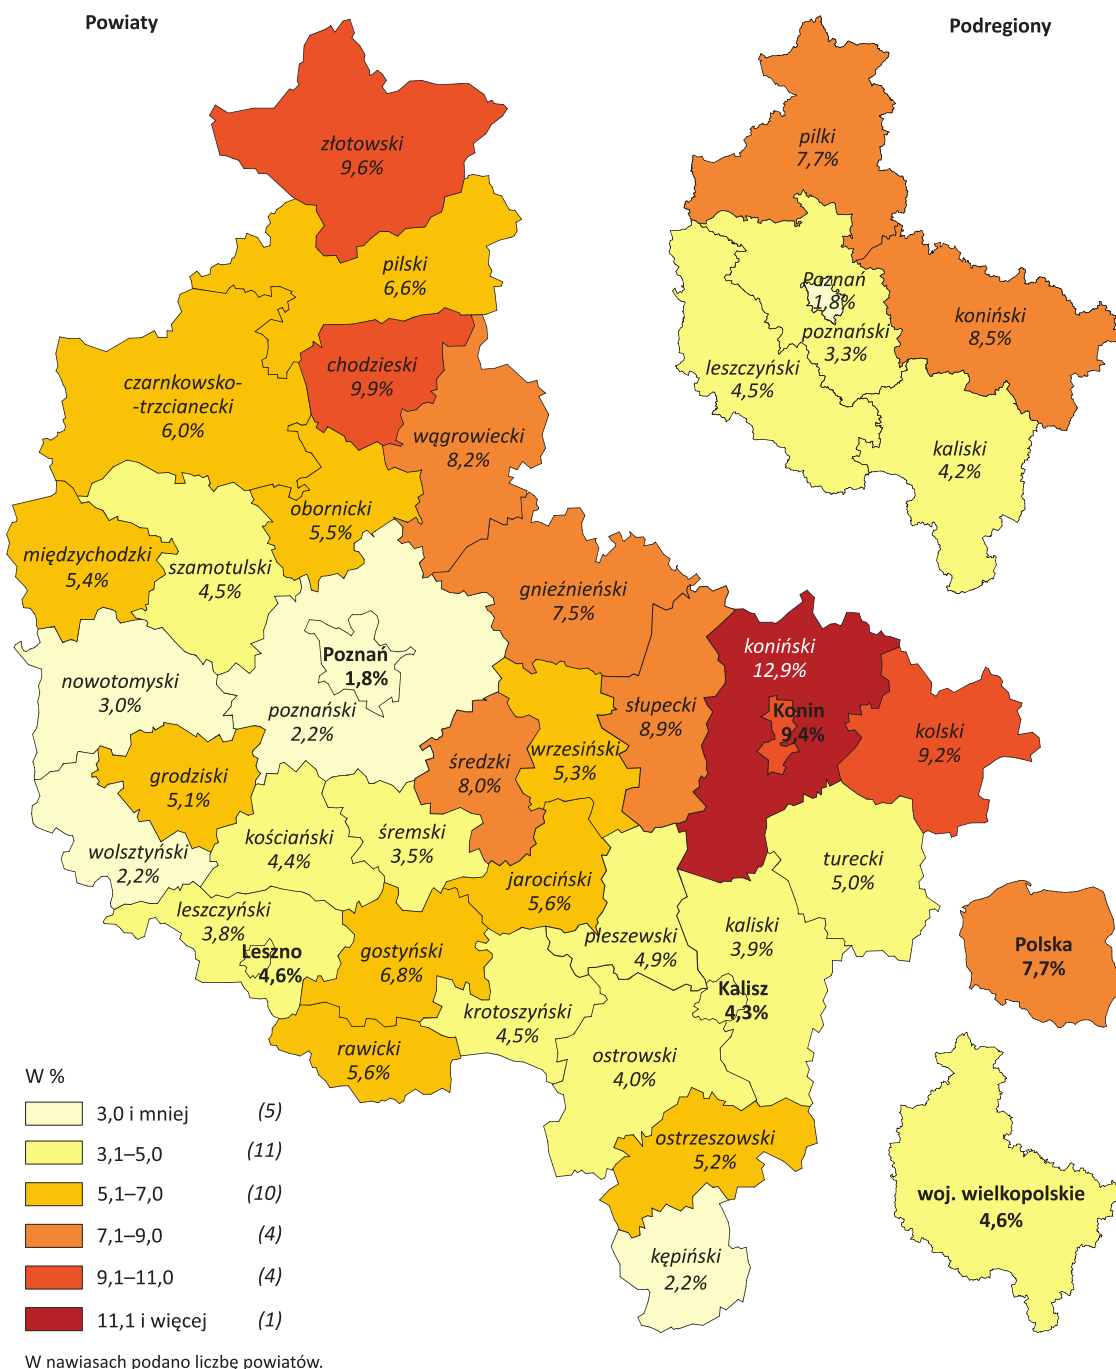 Powiaty
Podregiony
złotowski
9,6%
pilski
6,6%
chodzieski
9,9%
czarnkowsko-
-trzcianecki
6,0%
wągrowiecki
8,2%
obornicki
5,5%
międzychodzki
5,4%
szamotulski
4,5%
gnieźnieński
7,5%
Poznań
1,8%
poznański
2,2%
nowotomyski
3,0%
koniński
12,9%
Konin
9,4%
słupecki
8,9%
kolski
9,2%
wrzesiński
5,3%
średzki
8,0%
grodziski
5,1%
wolsztyński
2,2%
kościański
4,4%
śremski
3,5%
jarociński
5,6%
turecki
5,0%
leszczyński
3,8%
Leszno
4,6%
gostyński
6,8%
pleszewski
4,9%
kaliski
3,9%
Kalisz
4,3%
krotoszyński
4,5%
rawicki
5,6%
ostrowski
4,0%
ostrzeszowski
5,2%
kępiński
2,2%
pilki
7,7%
Poznań
1,8%
poznański
3,3%
koniński
8,5%
leszczyński
4,5%
kaliski
4,2%
Polska
7,7%
woj. wielkopolskie
4,6%
W %
3,0 i mniej (5)
3,1–5,0 (11)
5,1–7,0 (10)
7,1–9,0 (4)
9,1–11,0 (4)
11,1 i więcej (1)
W nawiasach podano liczbę powiatów.